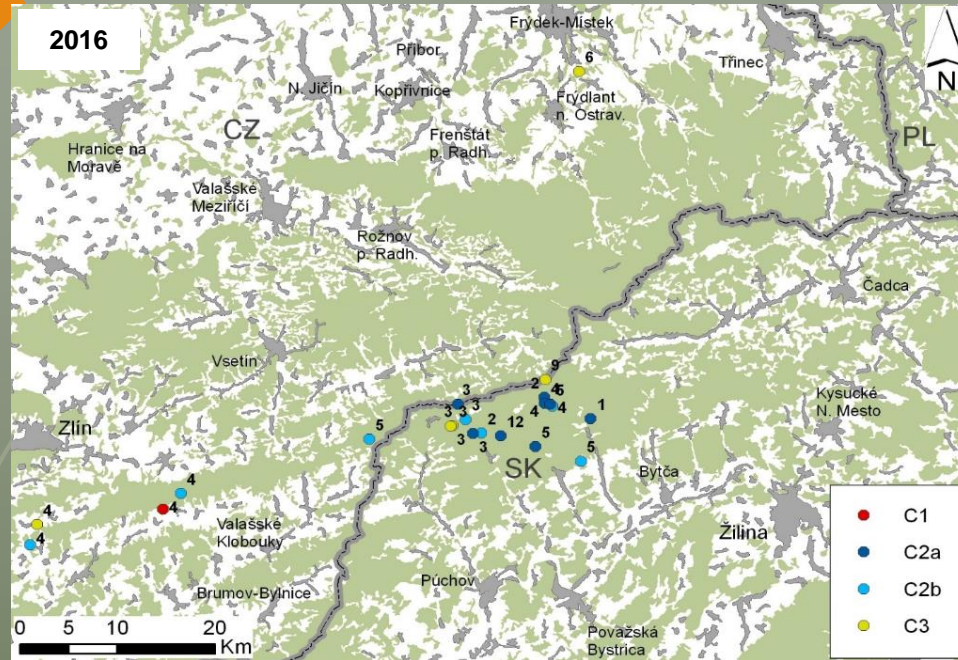 2016
Frýdek-Místek
Příbor
Třinec
N
6
N. Jičín
Kopřivnice
Frýdlant
n. Ostrav.
CZ
PL
Frenštát
p. Radh.
Hranice na
Moravě
Valašské
Meziříčí
Rožnov
p. Radh.
Čadca
Vsetín
9
2 4 6
3
4 4
Kysucké
N. Mesto
3 3 3
1
Zlín
5
2 12
3 3
5
5
SK
Bytča
4
4
4
4
C1
Valašské
Klobouky
Žilina
C2a
Púchov
Brumov-Bylnice
C2b
0 5 10 20
Km
Považská
Bystrica
C3